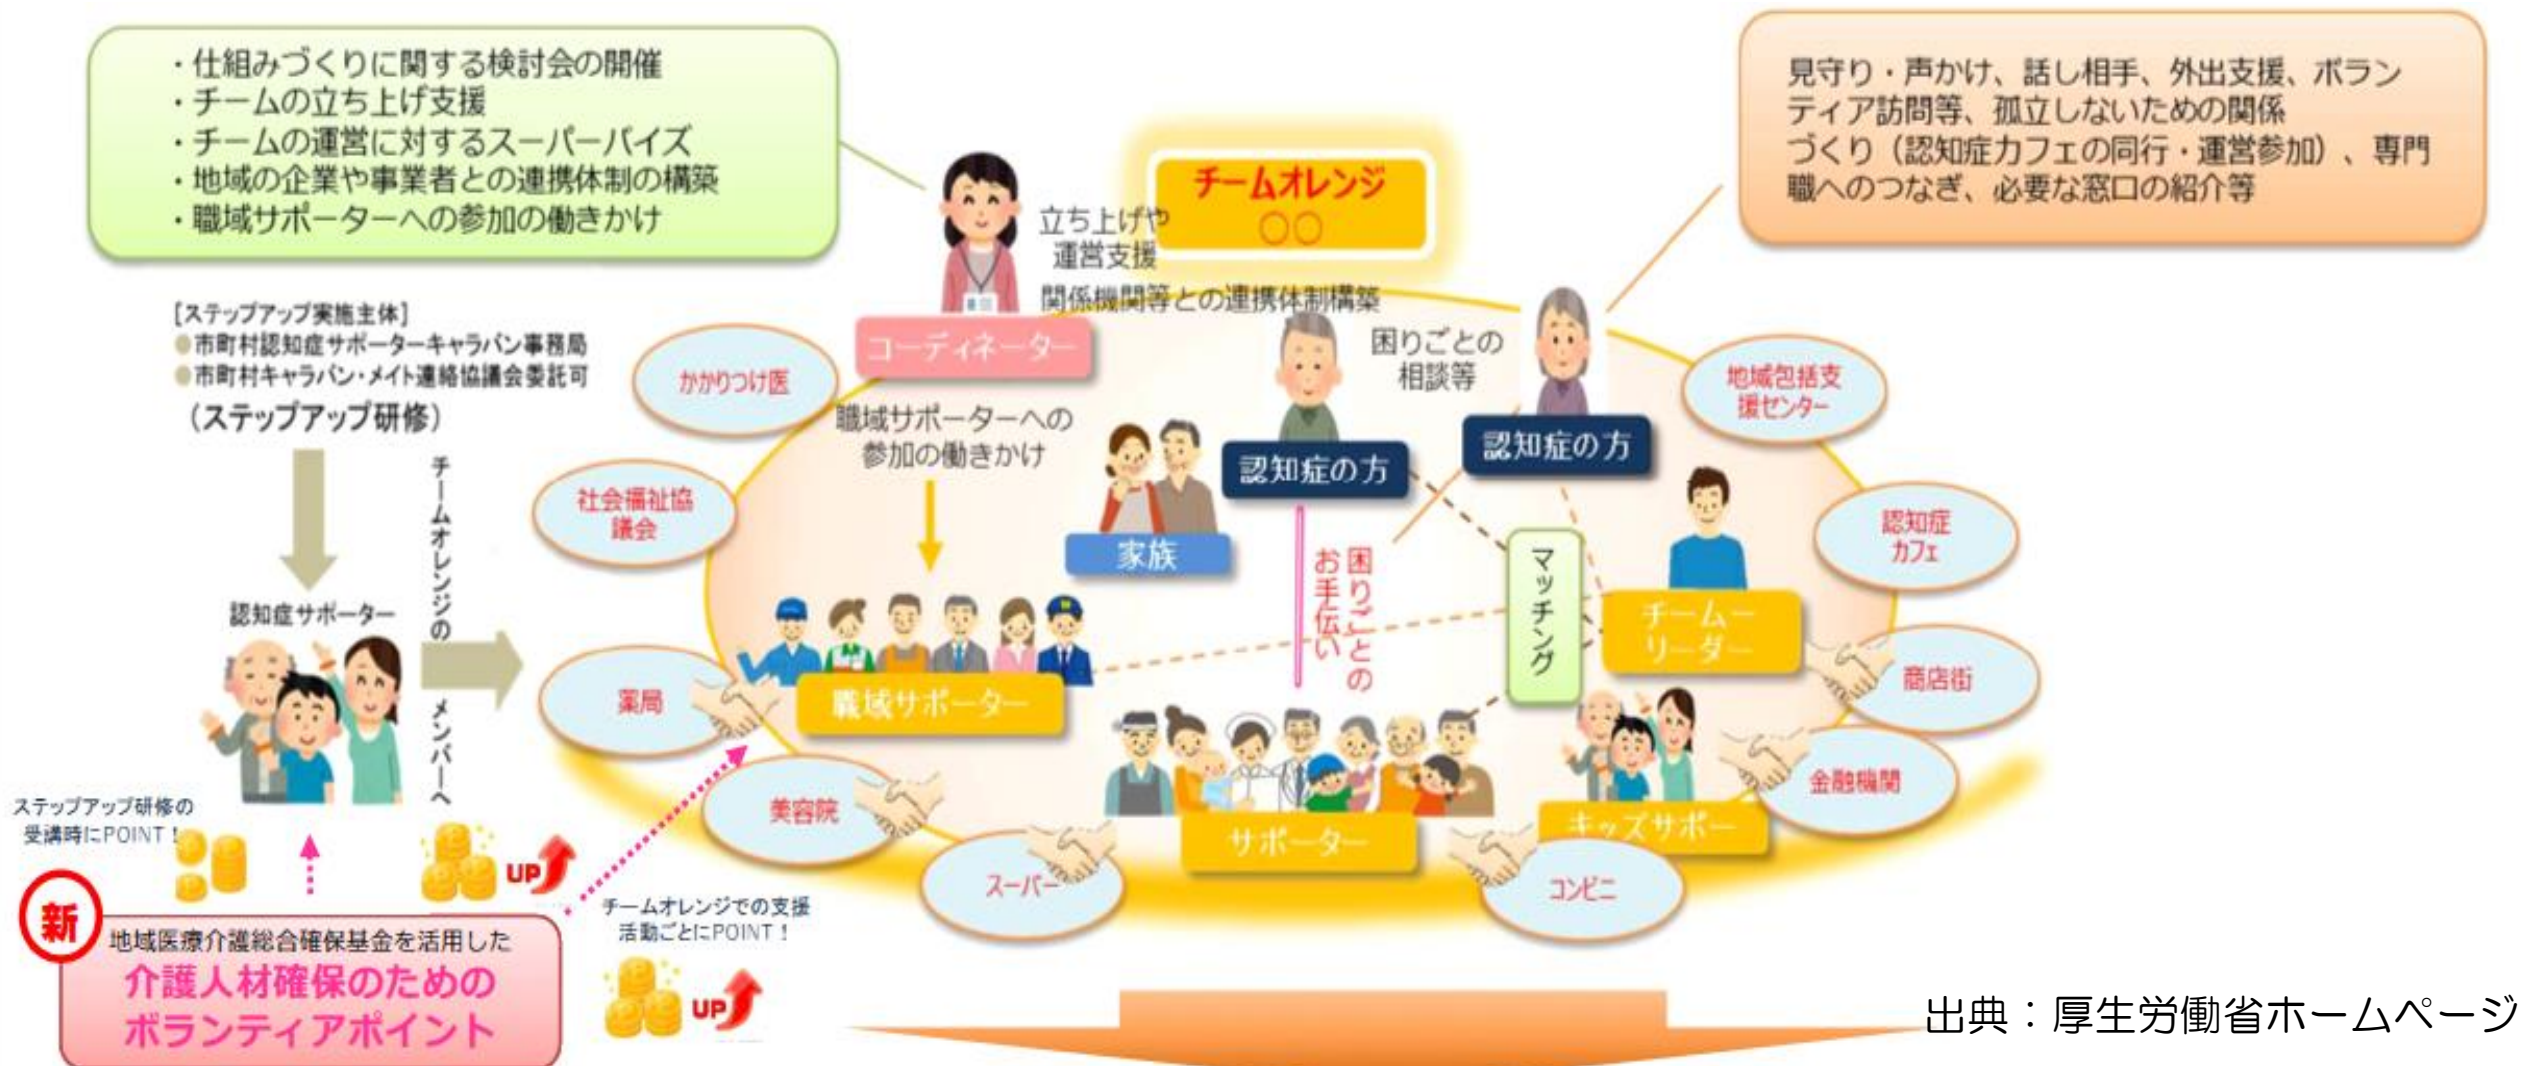 ・仕組みづくりに関する検討会の開催
・チームの立ち上げ支援
・チームの運営に対するスーパーバイズ
・地域の企業や事業者との連携体制の構築
・職域サポーターへの参加の働きかけ
見守り・声かけ、話し相手、外出支援、ボラン
ティア訪問等、孤立しないための関係
づくり（認知症カフェの同行・運営参加）、専門
職へのつなぎ、必要な窓口の紹介等
チームオレンジ
〇〇
立ち上げや
運営支援
関係機関等との連携体制構築
コーディネーター
職域サポーターへの
参加の働きかけ
困りごとの
相談等
認知症の方
認知症の方
家族
困りごとの
お手伝い
マッチング
チームー
リーダー
職域サポーター
サポーター
キッズサポー
かかりつけ医
社会福祉協
議会
薬局
美容院
スーパー
コンビニ
金融機関
商店街
認知症
カフェ
地域包括支
援センター
[ステップアップ実施主体]
●市町村認知症サポーターキャラバン事務局
●市町村キャラバン・メイト連絡協議会委託可
（ステップアップ研修）
認知症サポーター
チームオレンジの
メンバーへ
ステップアップ研修の
受講時にPOINT！
UP
新
地域医療介護総合確保基金を活用した
介護人材確保のための
ボランティアポイント
チームオレンジでの支援
活動ごとにPOINT！
UP
出典：厚生労働省ホームページ